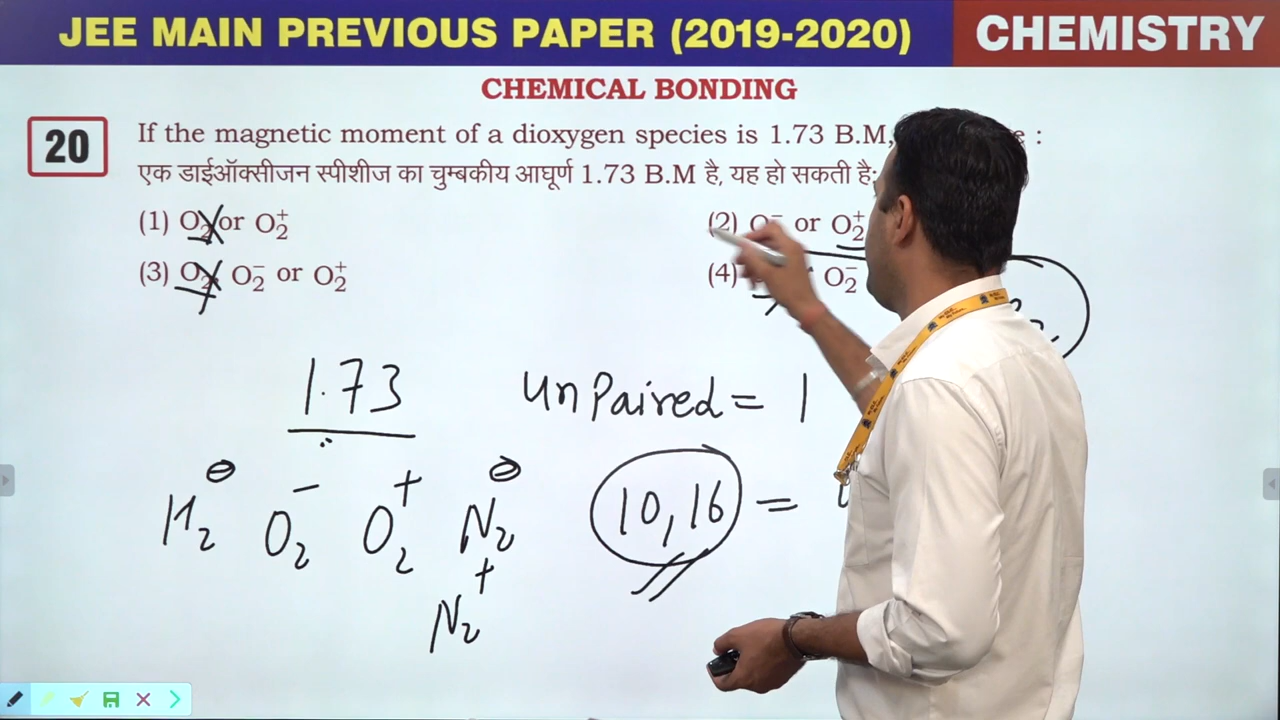 JEE MAIN PREVIOUS PAPER (2019-2020)
CHEMISTRY
CHEMICAL BONDING
20
If the magnetic moment of a dioxygen species is 1.73 B.M, :
एक डाईऑक्सीजन स्पीशीज का चुम्बकीय आघूर्ण 1.73 B.M है, यह हो सकती है:
(1) O₂ or O₂⁺
(2) O₂⁻ or O₂⁺
(3) O₂, O₂⁻ or O₂⁺
(4) O₂⁻
1.73
unPaired = 1
H₂⊖ O₂⁻ O₂⁺ N₂⊖
10,16 =
N₂⁺